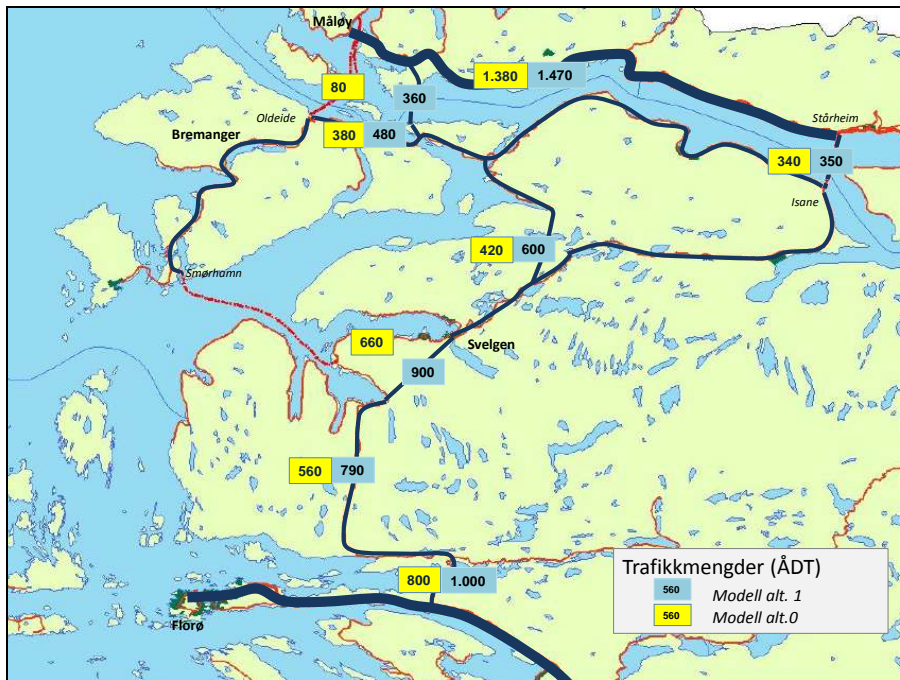 Måløy
1.380 1.470
80
360
Oldeide
Stårheim
Bremanger
380 480
340 350
Isane
420 600
Smørhamn
660
Svelgen
900
560 790
Trafikkmengder (ÅDT)
800 1.000
560 Modell alt. 1
560 Modell alt.0
Florø